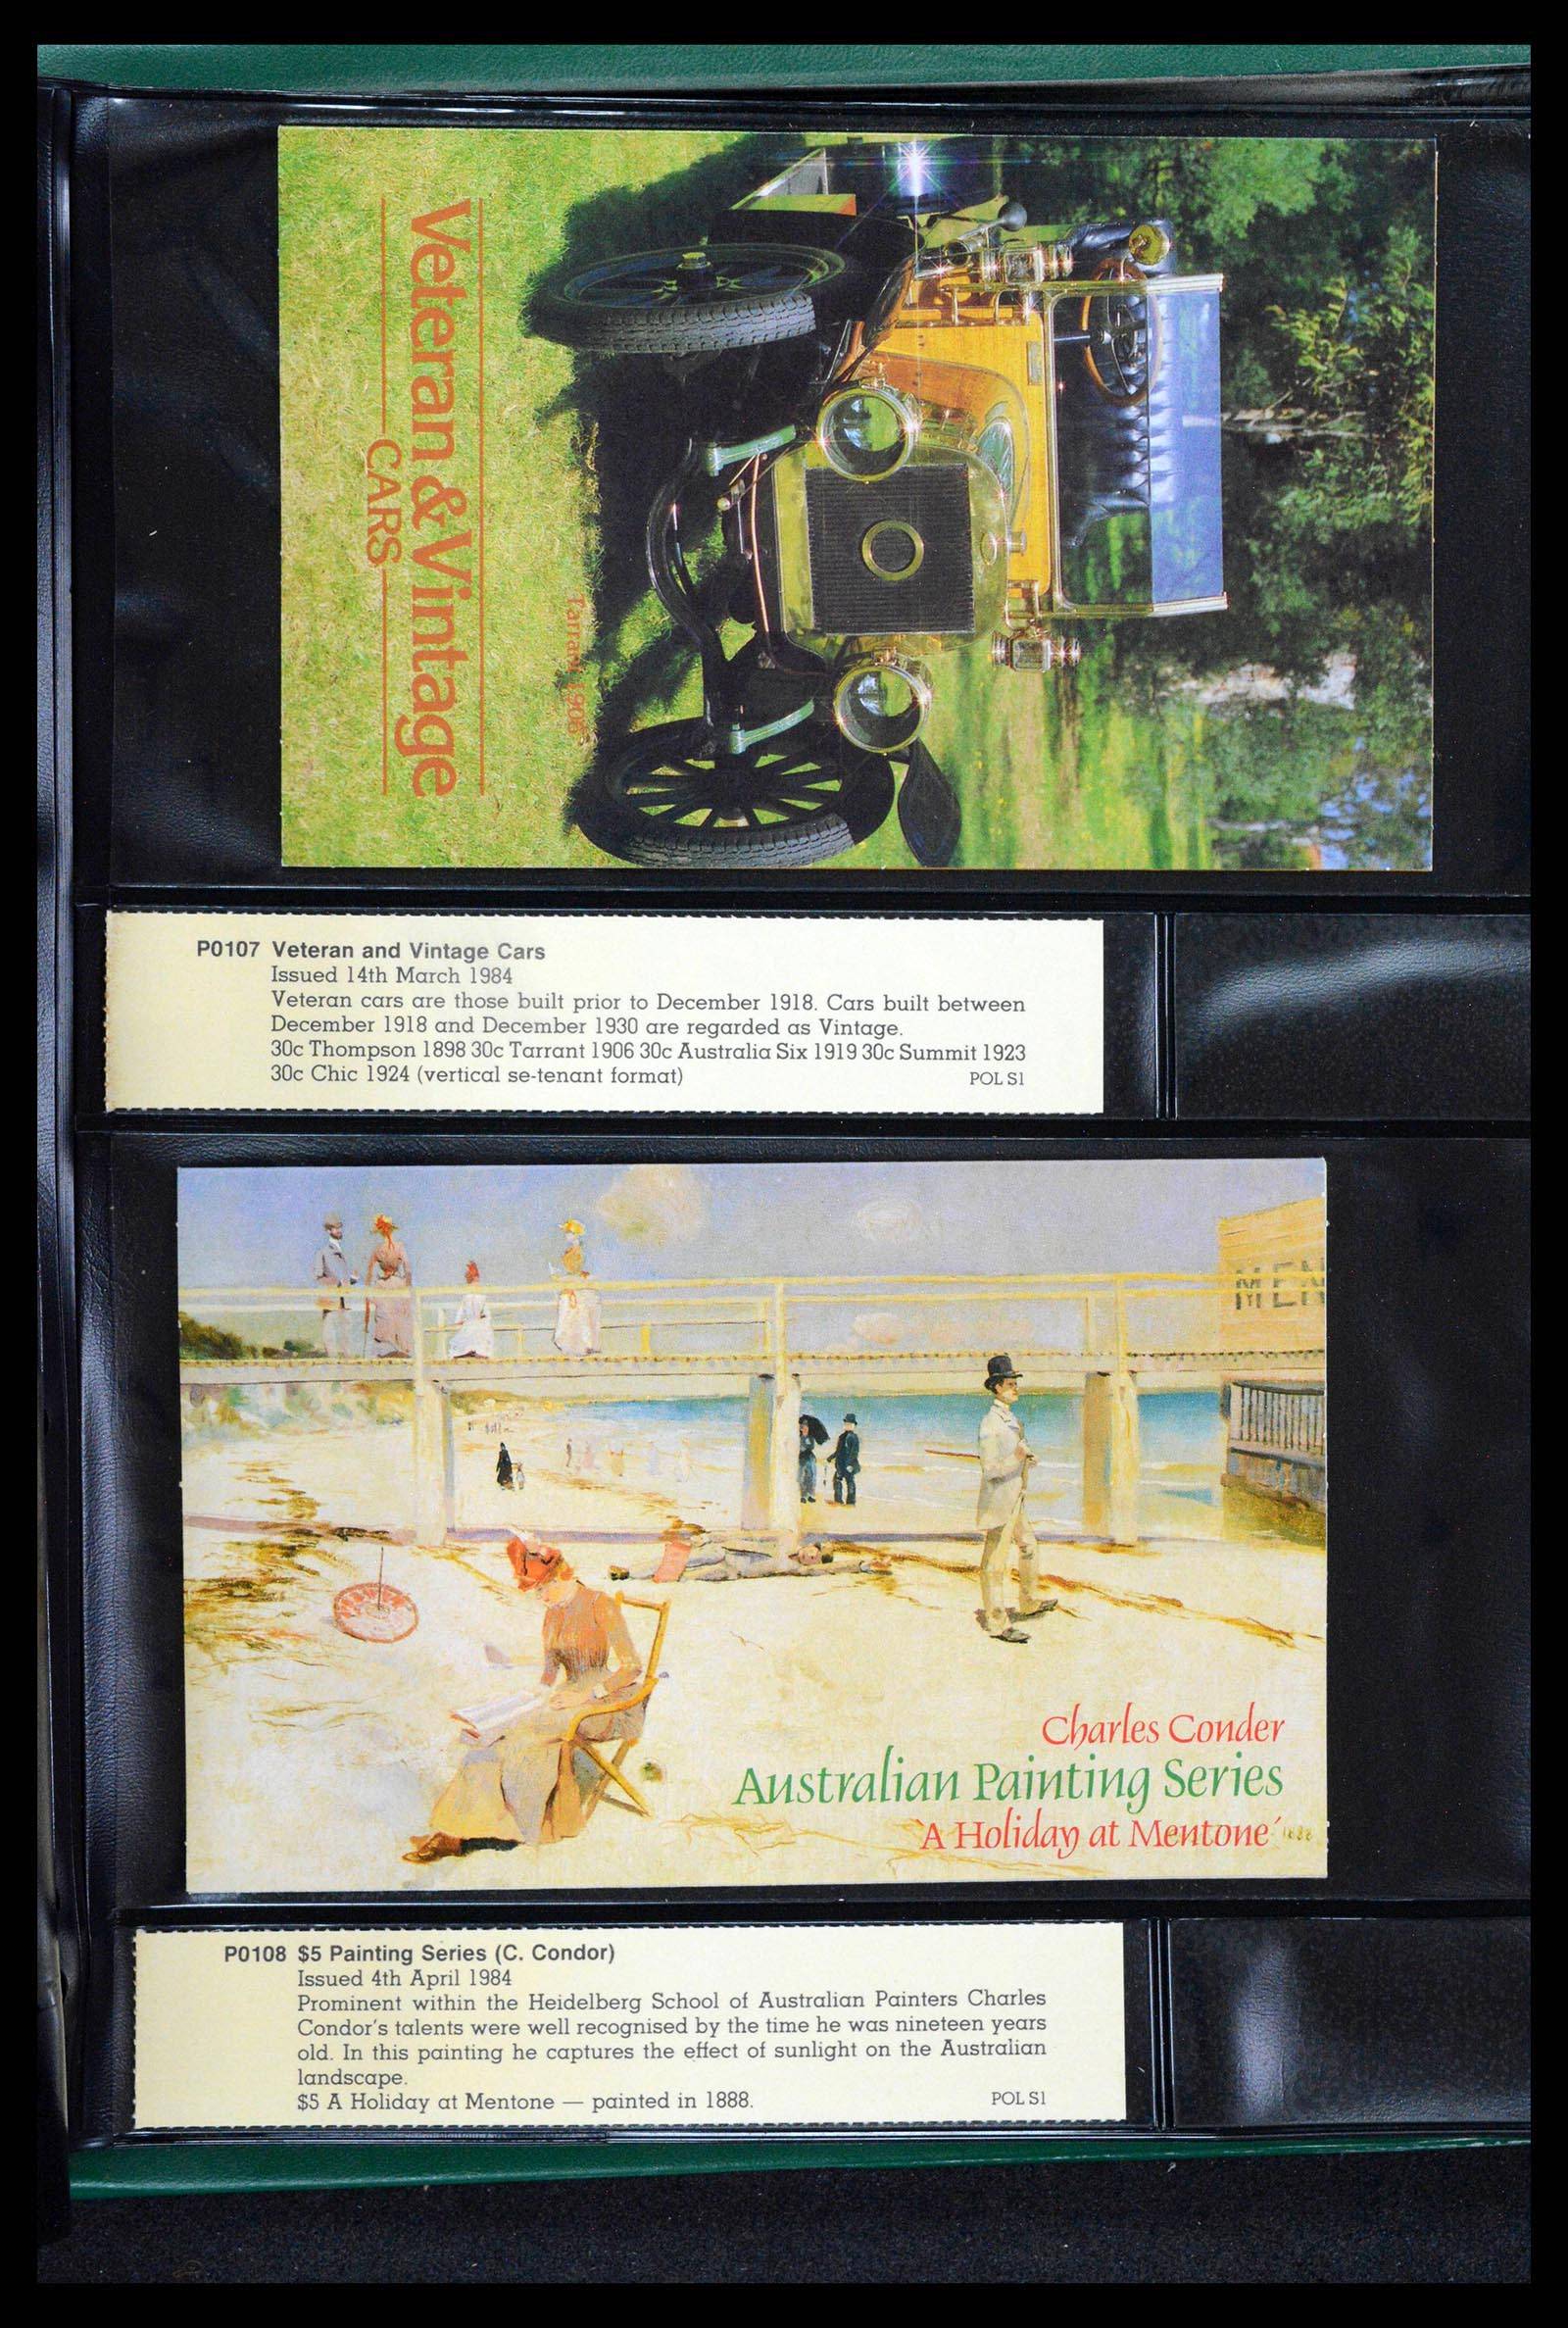 Veteran & Vintage
CARS
Tarrant 1906
P0107 Veteran and Vintage Cars
Issued 14th March 1984
Veteran cars are those built prior to December 1918. Cars built between
December 1918 and December 1930 are regarded as Vintage.
30c Thompson 1898 30c Tarrant 1906 30c Australia Six 1919 30c Summit 1923
30c Chic 1924 (vertical se-tenant format) POL S1
MEN
Charles Conder
Australian Painting Series
'A Holiday at Mentone'
1888
P0108 $5 Painting Series (C. Condor)
Issued 4th April 1984
Prominent within the Heidelberg School of Australian Painters Charles
Condor's talents were well recognised by the time he was nineteen years
old. In this painting he captures the effect of sunlight on the Australian
landscape.
$5 A Holiday at Mentone — painted in 1888. POL S1